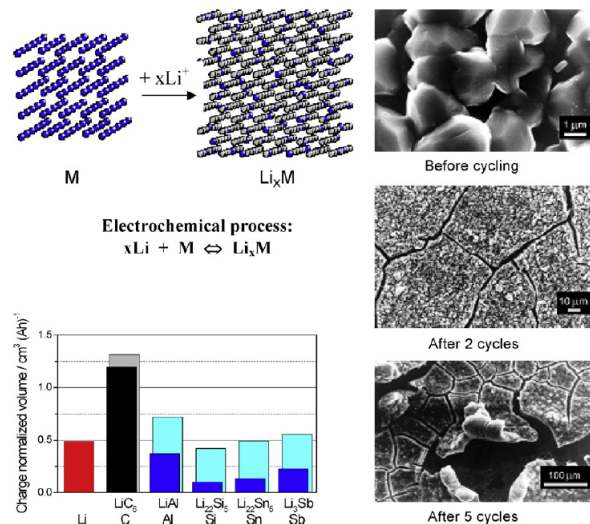 M
+ xLi⁺
LiₓM
Electrochemical process:
xLi + M ⇔ LiₓM
Charge normalized volume / cm³ (Ah)⁻¹
1.5
1.0
0.5
0.0
LiC₆
LiAl
Li₂₂Si₅
Li₂₂Sn₅
Li₃Sb
Li
C
Al
Si
Sn
Sb
1 μm
Before cycling
10 μm
After 2 cycles
100 μm
After 5 cycles